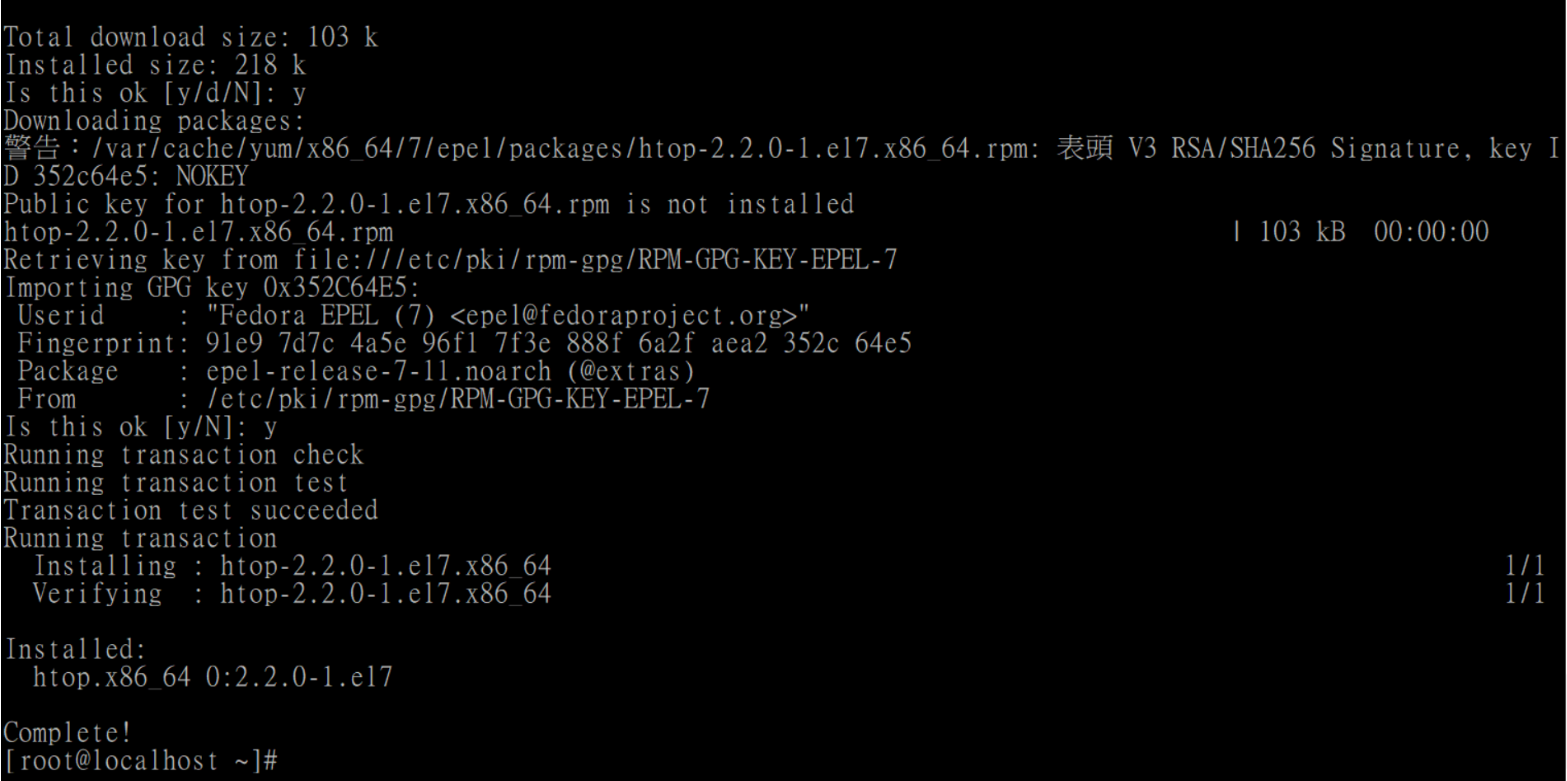 Total download size: 103 k
Installed size: 218 k
Is this ok [y/d/N]: y
Downloading packages:
警告：/var/cache/yum/x86_64/7/epel/packages/htop-2.2.0-1.el7.x86_64.rpm: 表頭 V3 RSA/SHA256 Signature, key I
D 352c64e5: NOKEY
Public key for htop-2.2.0-1.el7.x86_64.rpm is not installed
htop-2.2.0-1.el7.x86_64.rpm | 103 kB 00:00:00
Retrieving key from file:///etc/pki/rpm-gpg/RPM-GPG-KEY-EPEL-7
Importing GPG key 0x352C64E5:
Userid : "Fedora EPEL (7) <epel@fedoraproject.org>"
Fingerprint: 91e9 7d7c 4a5e 96f1 7f3e 888f 6a2f aea2 352c 64e5
Package : epel-release-7-11.noarch (@extras)
From : /etc/pki/rpm-gpg/RPM-GPG-KEY-EPEL-7
Is this ok [y/N]: y
Running transaction check
Running transaction test
Transaction test succeeded
Running transaction
Installing : htop-2.2.0-1.el7.x86_64 1/1
Verifying : htop-2.2.0-1.el7.x86_64 1/1
Installed:
htop.x86_64 0:2.2.0-1.el7
Complete!
[root@localhost ~]#